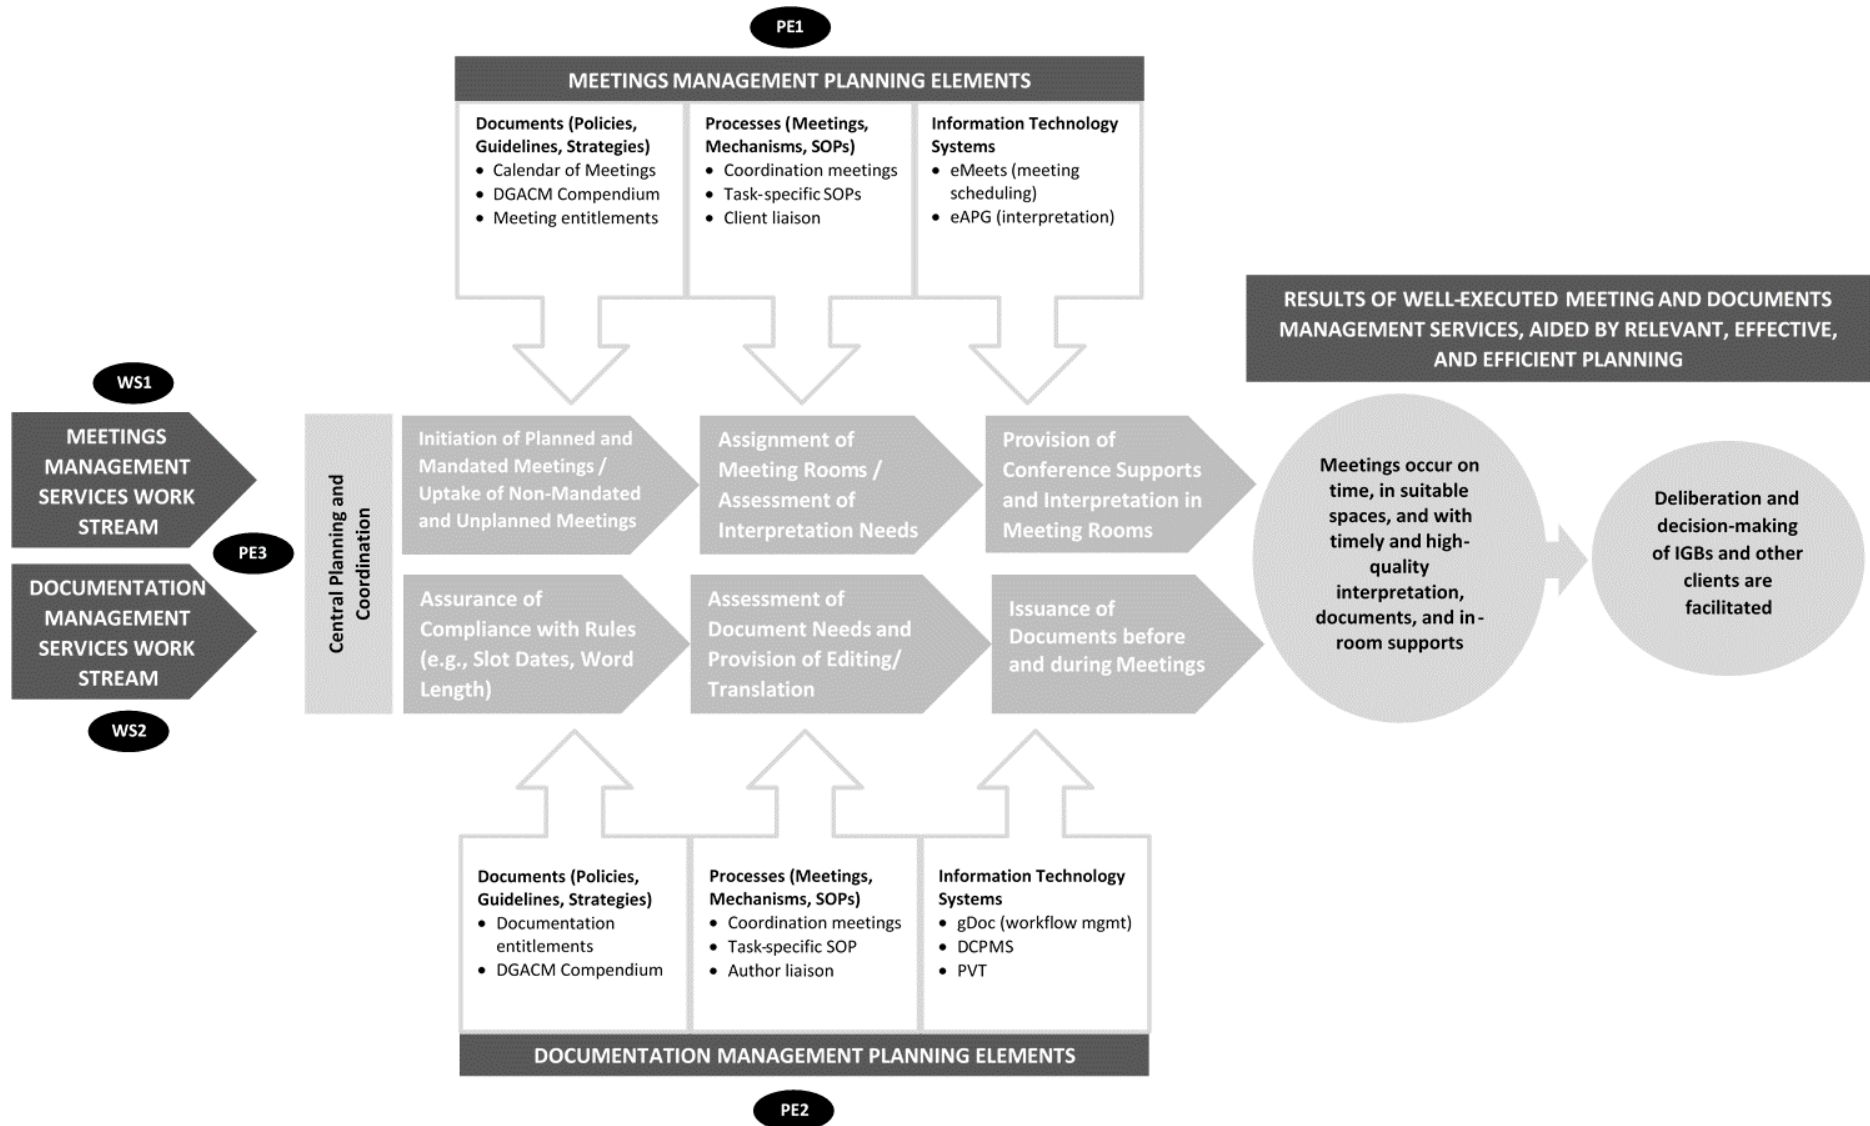 PE1
MEETINGS MANAGEMENT PLANNING ELEMENTS
Documents (Policies,
Guidelines, Strategies)
• Calendar of Meetings
• DGACM Compendium
• Meeting entitlements
Processes (Meetings,
Mechanisms, SOPs)
• Coordination meetings
• Task-specific SOPs
• Client liaison
Information Technology
Systems
• eMeets (meeting
scheduling)
• eAPG (interpretation)
RESULTS OF WELL-EXECUTED MEETING AND DOCUMENTS
MANAGEMENT SERVICES, AIDED BY RELEVANT, EFFECTIVE,
AND EFFICIENT PLANNING
WS1
MEETINGS
MANAGEMENT
SERVICES WORK
STREAM
PE3
DOCUMENTATION
MANAGEMENT
SERVICES WORK
STREAM
WS2
Central Planning and
Coordination
Initiation of Planned and
Mandated Meetings /
Uptake of Non-Mandated
and Unplanned Meetings
Assignment of
Meeting Rooms /
Assessment of
Interpretation Needs
Provision of
Conference Supports
and Interpretation in
Meeting Rooms
Assurance of
Compliance with Rules
(e.g., Slot Dates, Word
Length)
Assessment of
Document Needs and
Provision of Editing/
Translation
Issuance of
Documents before
and during Meetings
Meetings occur on
time, in suitable
spaces, and with
timely and high-
quality
interpretation,
documents, and in-
room supports
Deliberation and
decision-making
of IGBs and other
clients are
facilitated
Documents (Policies,
Guidelines, Strategies)
• Documentation
entitlements
• DGACM Compendium
Processes (Meetings,
Mechanisms, SOPs)
• Coordination meetings
• Task-specific SOP
• Author liaison
Information Technology
Systems
• gDoc (workflow mgmt)
• DCPMS
• PVT
DOCUMENTATION MANAGEMENT PLANNING ELEMENTS
PE2